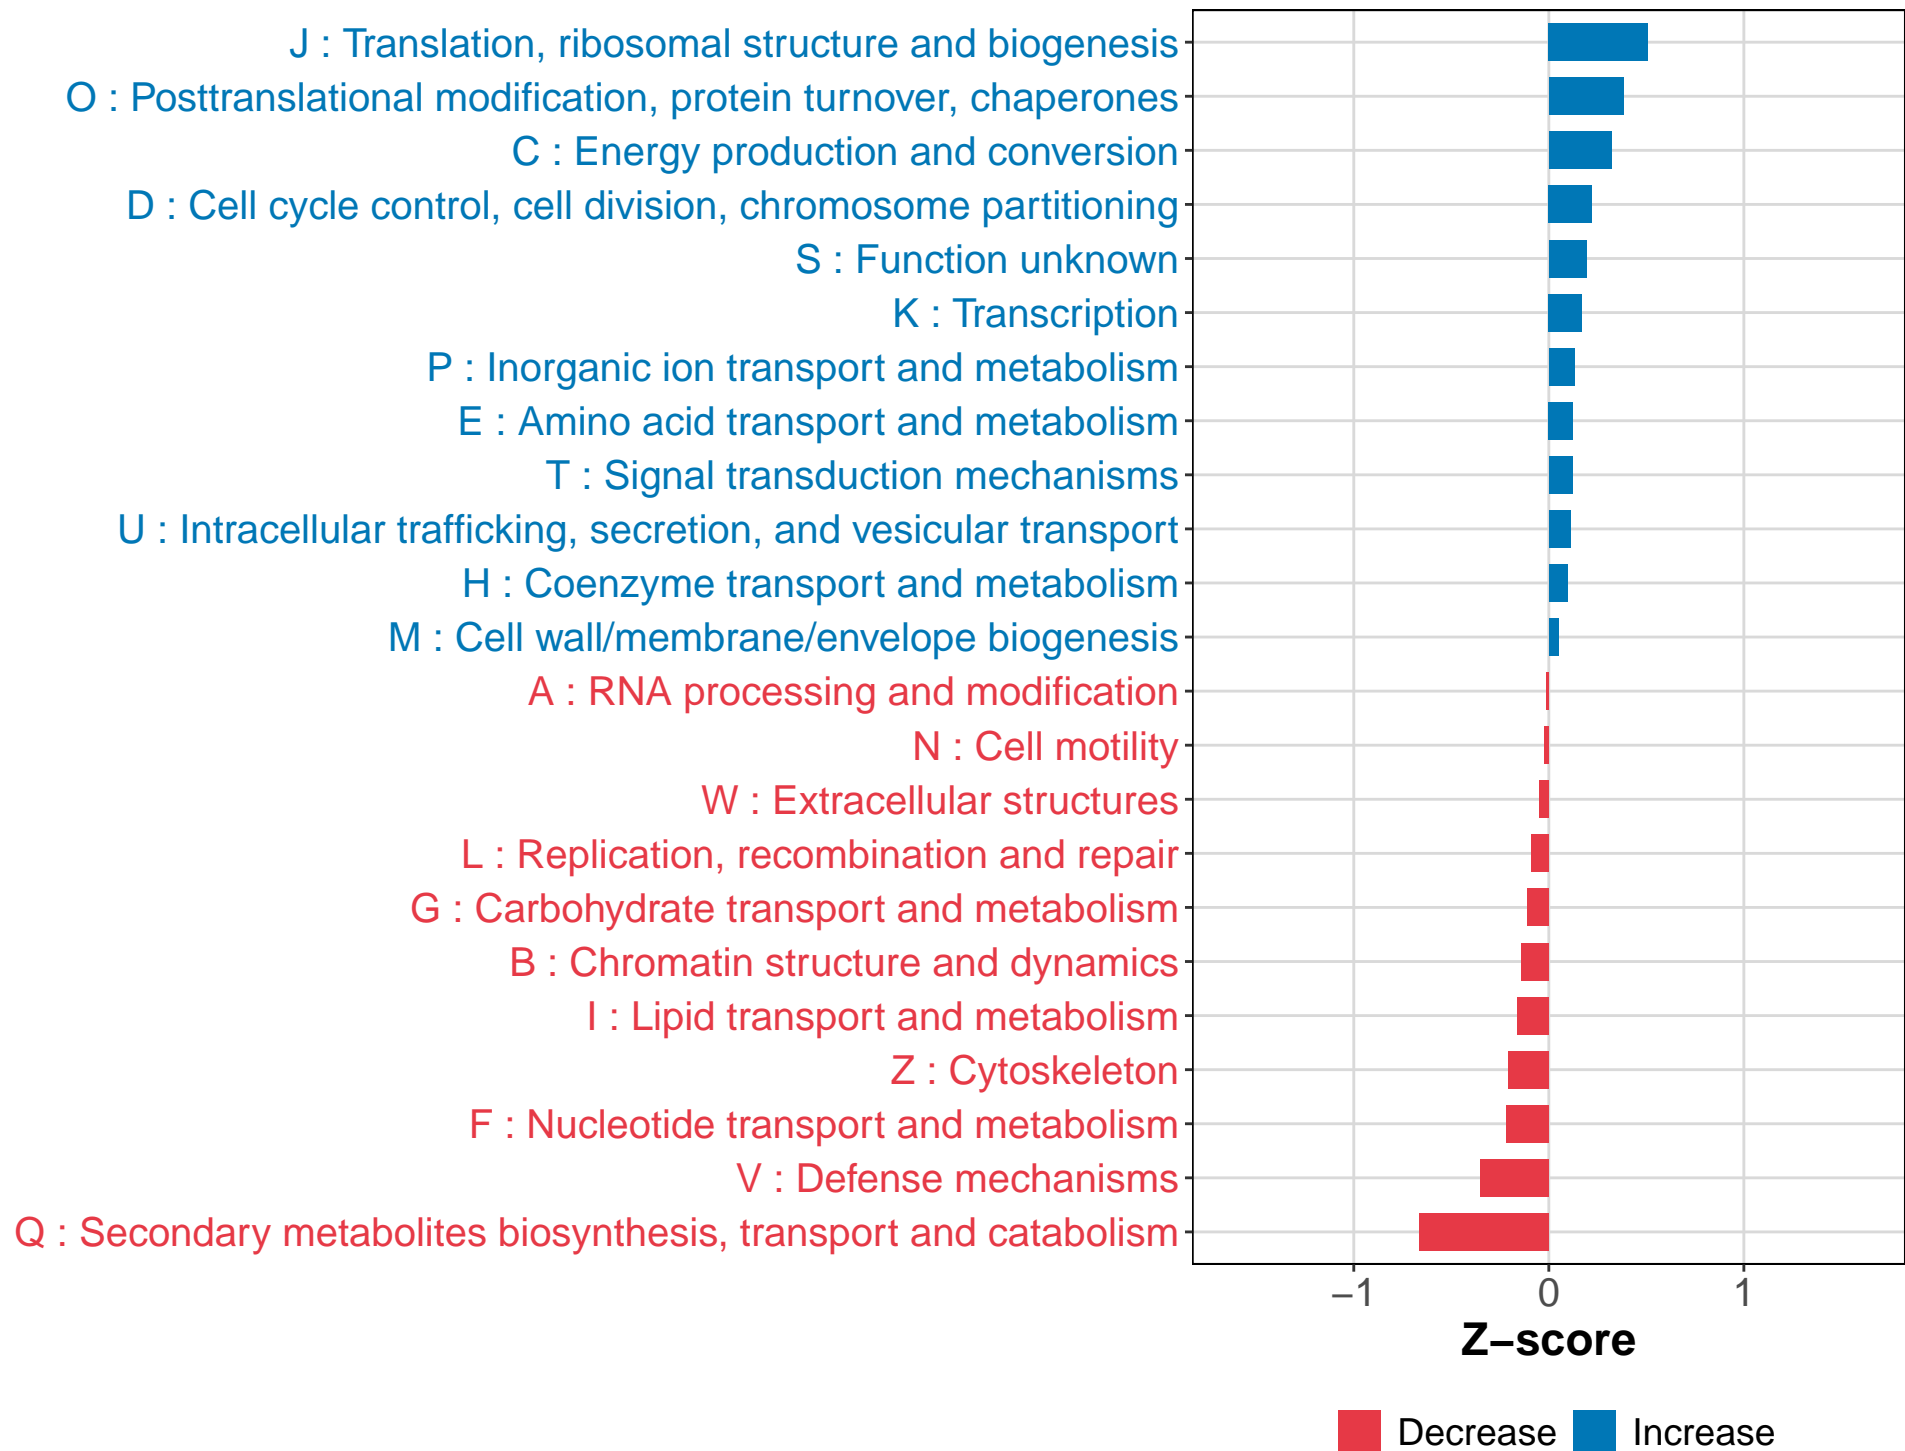 J : Translation, ribosomal structure and biogenesis
O : Posttranslational modification, protein turnover, chaperones
C : Energy production and conversion
D : Cell cycle control, cell division, chromosome partitioning
S : Function unknown
K : Transcription
P : Inorganic ion transport and metabolism
E : Amino acid transport and metabolism
T : Signal transduction mechanisms
U : Intracellular trafficking, secretion, and vesicular transport
H : Coenzyme transport and metabolism
M : Cell wall/membrane/envelope biogenesis
A : RNA processing and modification
N : Cell motility
W : Extracellular structures
L : Replication, recombination and repair
G : Carbohydrate transport and metabolism
B : Chromatin structure and dynamics
I : Lipid transport and metabolism
Z : Cytoskeleton
F : Nucleotide transport and metabolism
V : Defense mechanisms
Q : Secondary metabolites biosynthesis, transport and catabolism
−1 0 1
Z−score
Decrease Increase